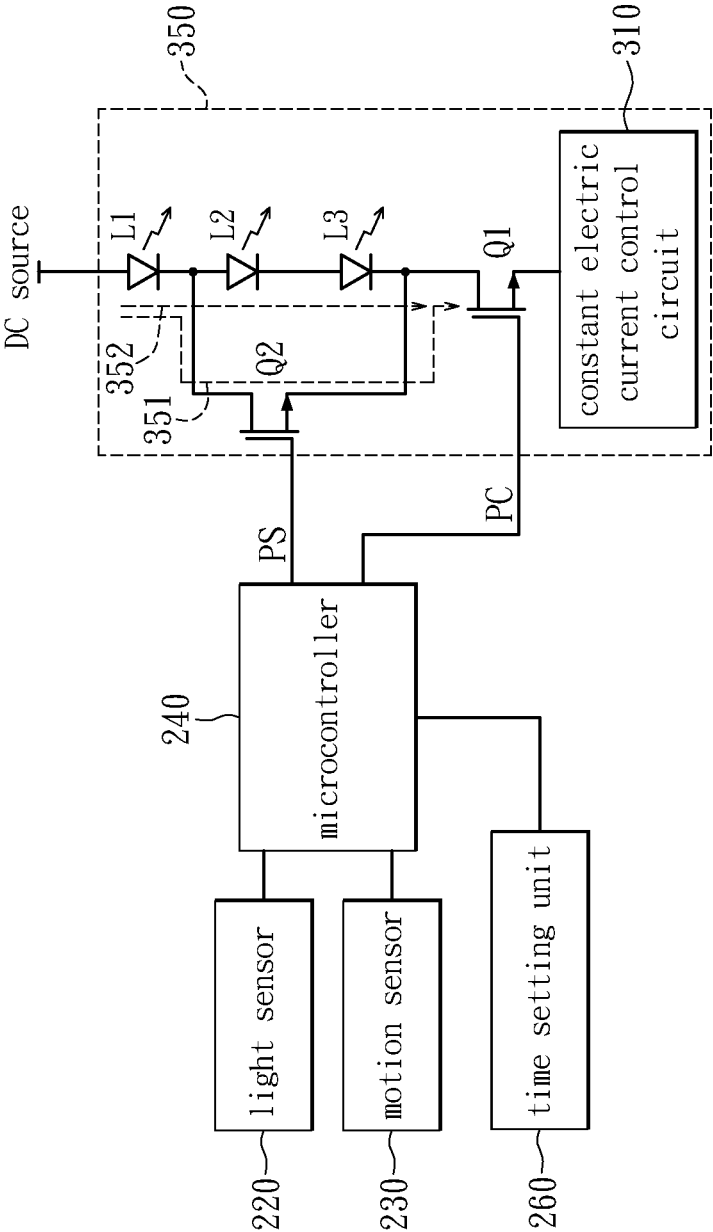 DC source
350
L1
L2
L3
352
351
Q2
Q1
310
constant electric
current control
circuit
PS
PC
240
microcontroller
light sensor
220
motion sensor
230
time setting unit
260